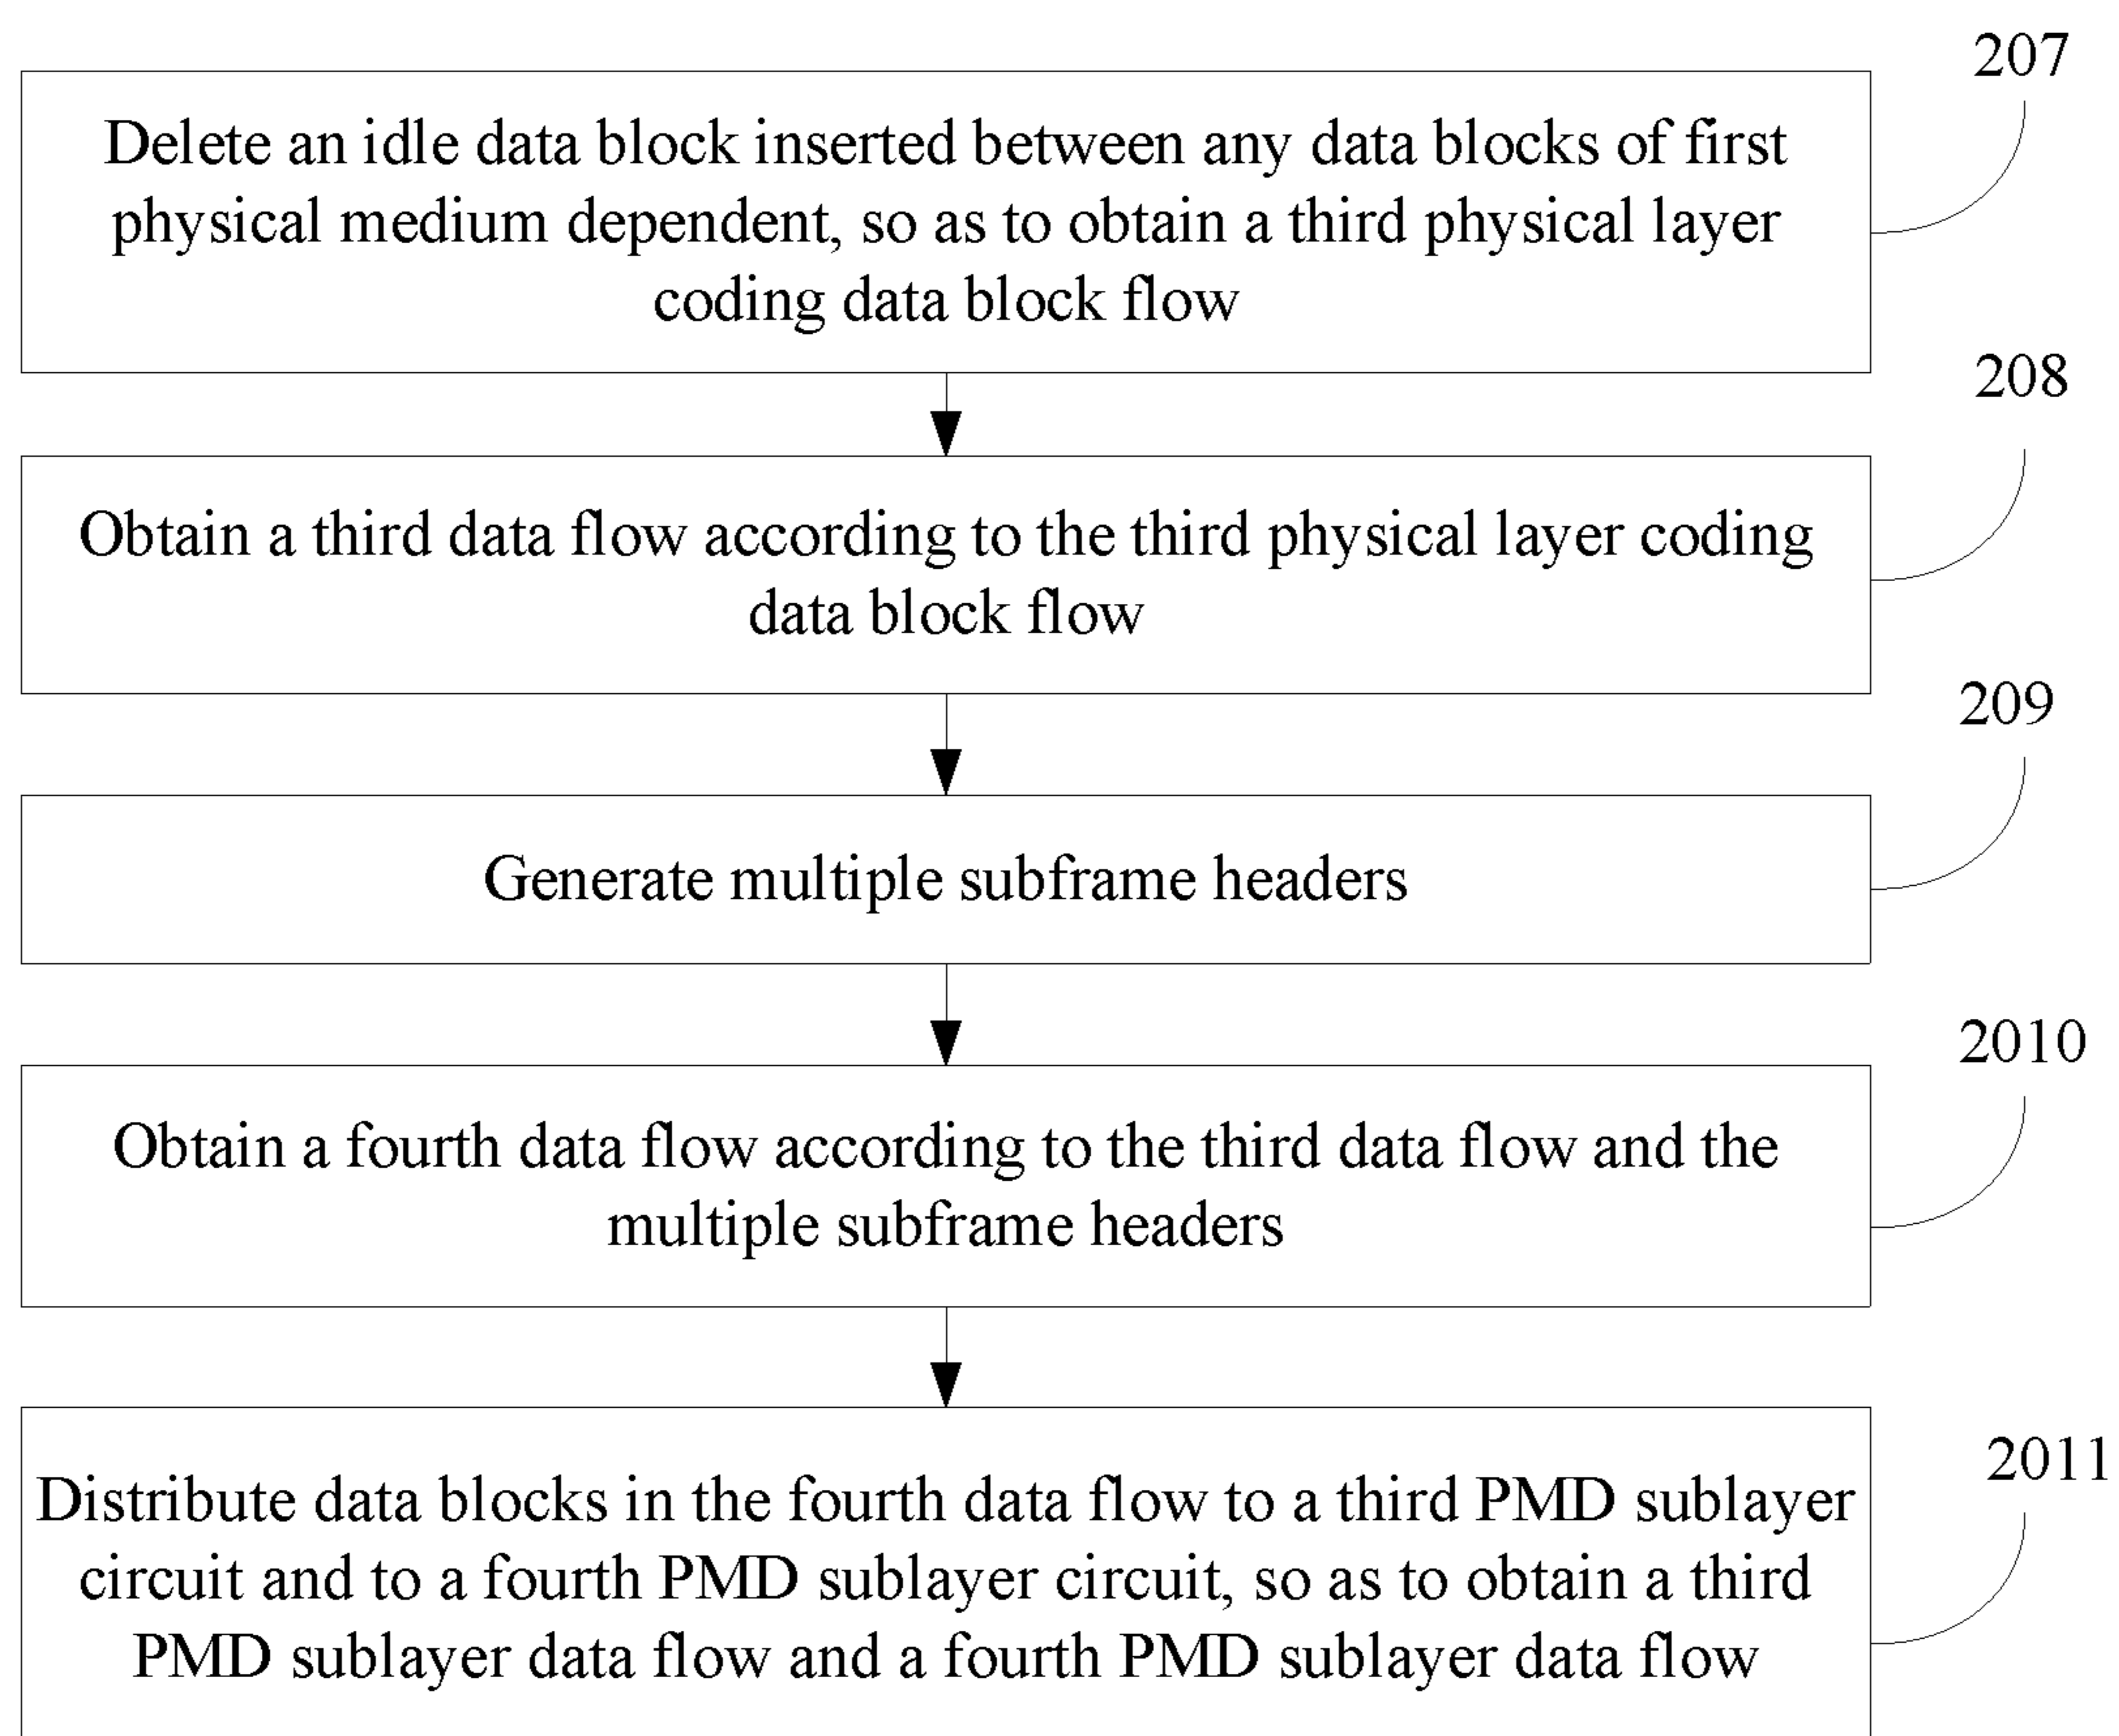 207
Delete an idle data block inserted between any data blocks of first
physical medium dependent, so as to obtain a third physical layer
coding data block flow
208
Obtain a third data flow according to the third physical layer coding
data block flow
209
Generate multiple subframe headers
2010
Obtain a fourth data flow according to the third data flow and the
multiple subframe headers
2011
Distribute data blocks in the fourth data flow to a third PMD sublayer
circuit and to a fourth PMD sublayer circuit, so as to obtain a third
PMD sublayer data flow and a fourth PMD sublayer data flow